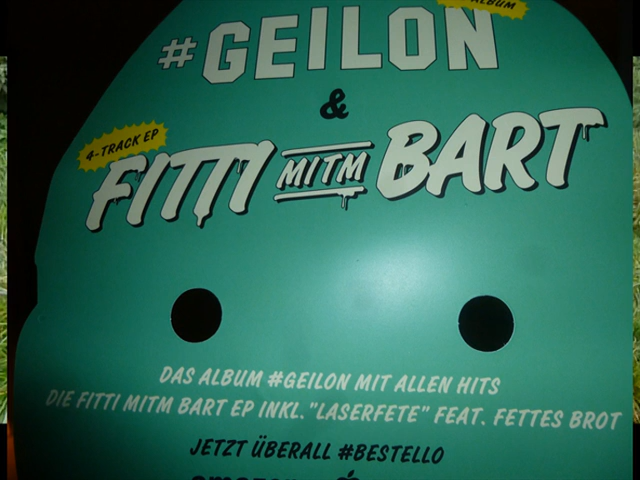 ALBUM
#GEILON
&
4-TRACK EP
FITTI MITM BART
DAS ALBUM #GEILON MIT ALLEN HITS
DIE FITTI MITM BART EP INKL. "LASERFETE" FEAT. FETTES BROT
JETZT ÜBERALL #BESTELLO